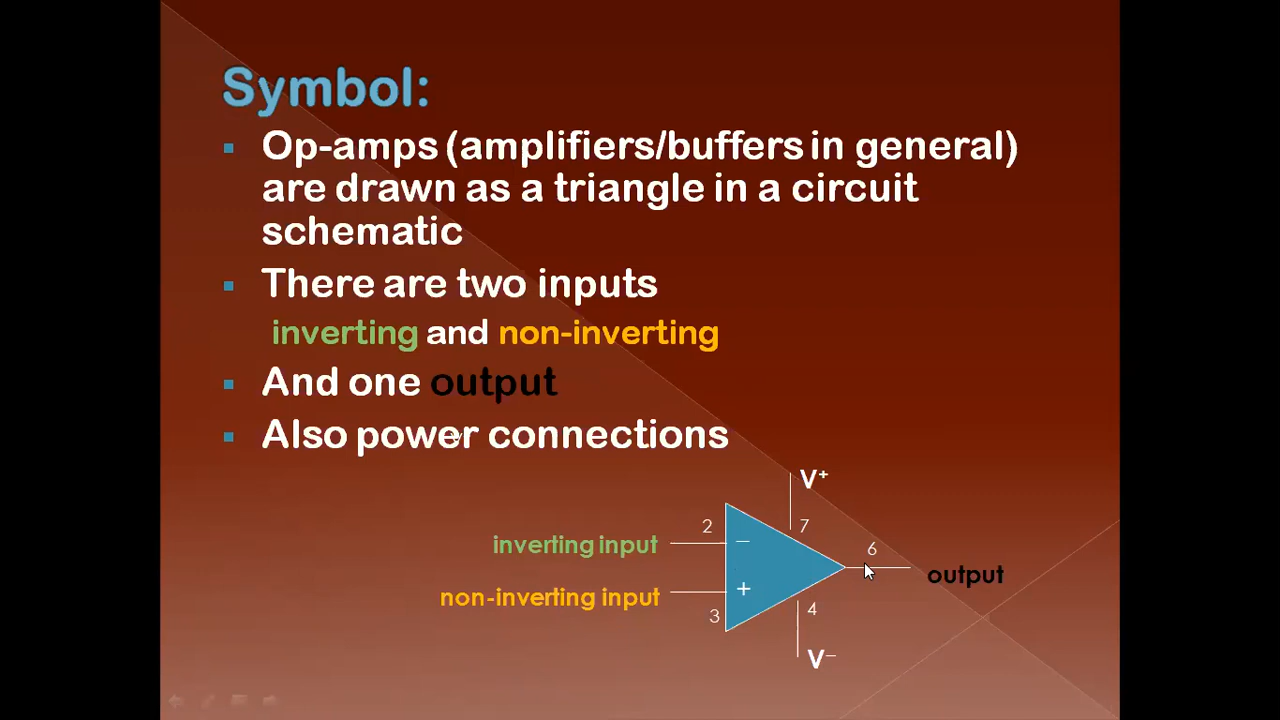 Symbol:
Op-amps (amplifiers/buffers in general)
are drawn as a triangle in a circuit
schematic
There are two inputs
inverting and non-inverting
And one output
Also power connections
V+
2
7
inverting input
−
6
output
non-inverting input
+
3
4
V−